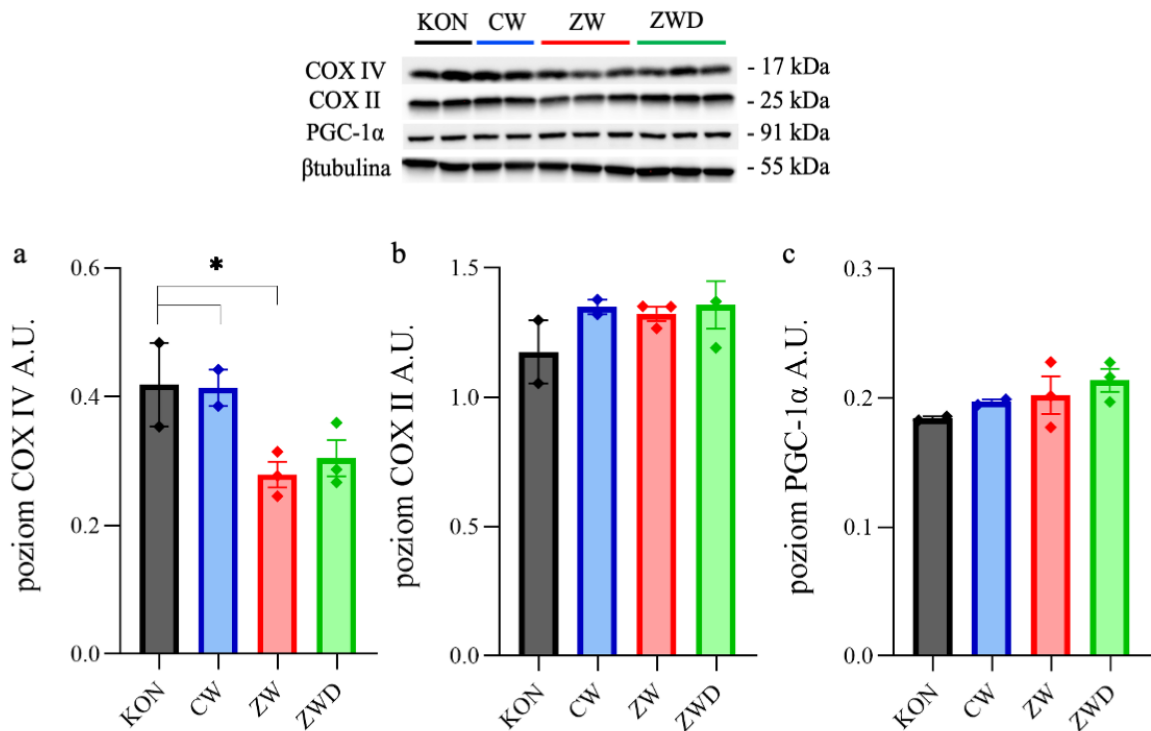 KON CW ZW ZWD
COX IV - 17 kDa
COX II - 25 kDa
PGC-1α - 91 kDa
βtubulina - 55 kDa
a
poziom COX IV A.U.
0.6
0.4
0.2
0.0
*
KON CW ZW ZWD
b
poziom COX II A.U.
1.5
1.0
0.5
0.0
KON CW ZW ZWD
c
poziom PGC-1α A.U.
0.3
0.2
0.1
0.0
KON CW ZW ZWD